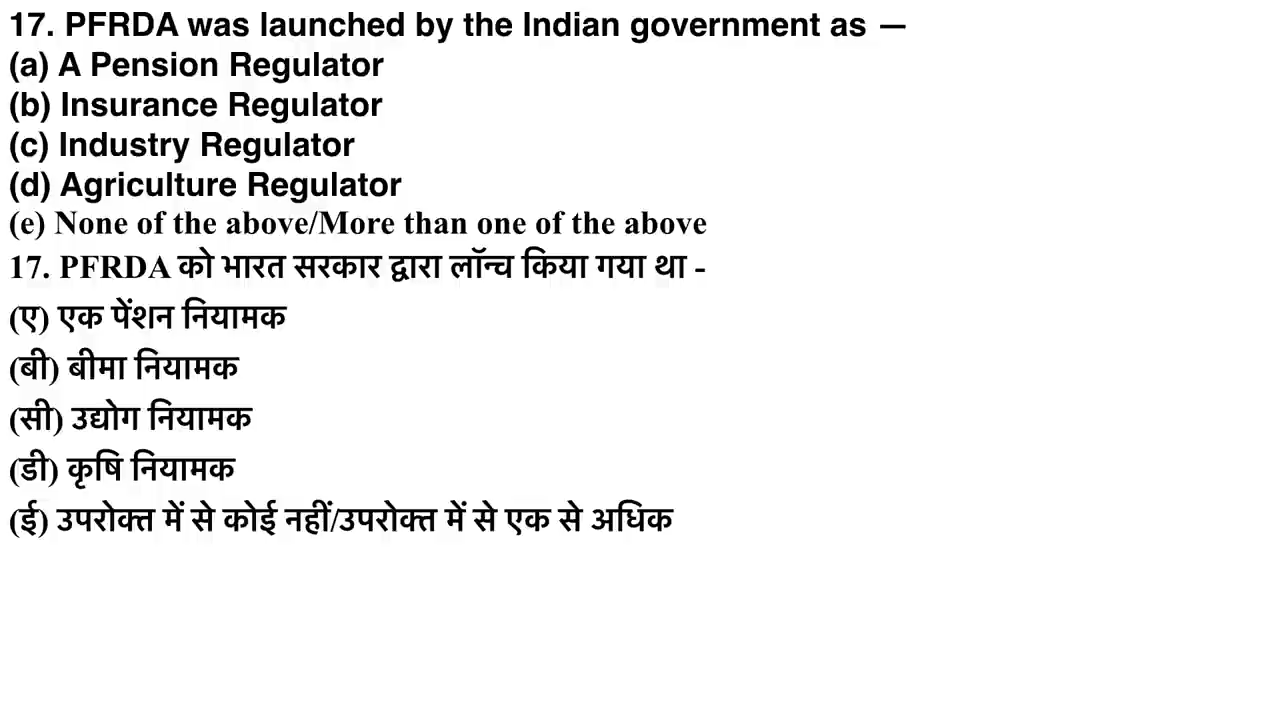 17. PFRDA was launched by the Indian government as —
(a) A Pension Regulator
(b) Insurance Regulator
(c) Industry Regulator
(d) Agriculture Regulator
(e) None of the above/More than one of the above
17. PFRDA को भारत सरकार द्वारा लॉन्च किया गया था -
(ए) एक पेंशन नियामक
(बी) बीमा नियामक
(सी) उद्योग नियामक
(डी) कृषि नियामक
(ई) उपरोक्त में से कोई नहीं/उपरोक्त में से एक से अधिक